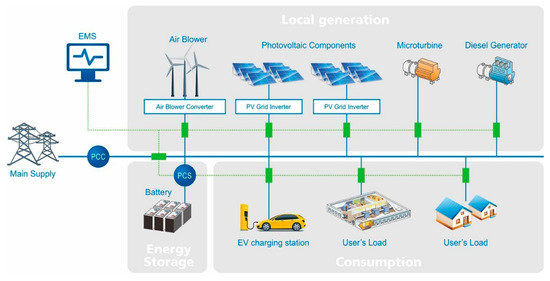 Local generation
EMS
Air Blower
Photovoltaic Components
Microturbine
Diesel Generator
Air Blower Converter
PV Grid Inverter
PV Grid Inverter
Main Supply
PCC
PCS
Battery
EV charging station
User's Load
User's Load
Energy
Storage
Consumption